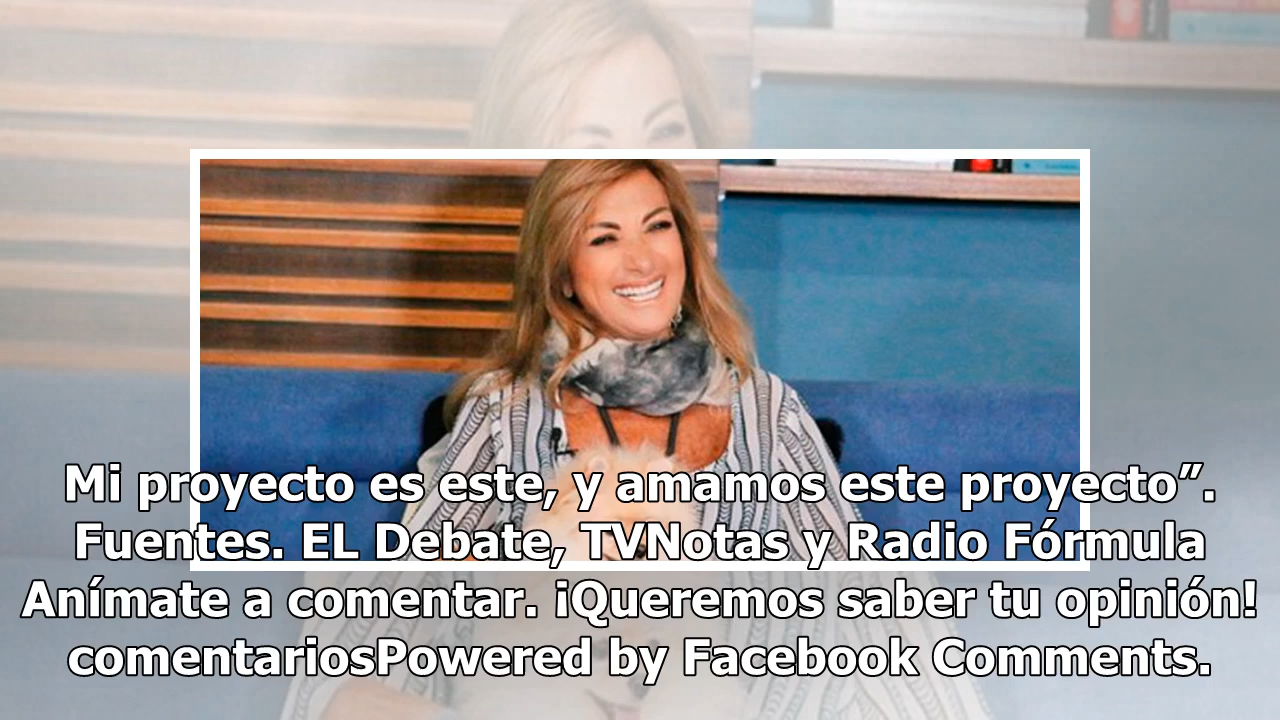 Mi proyecto es este, y amamos este proyecto”.
Fuentes. EL Debate, TVNotas y Radio Fórmula
Anímate a comentar. ¡Queremos saber tu opinión!
comentariosPowered by Facebook Comments.